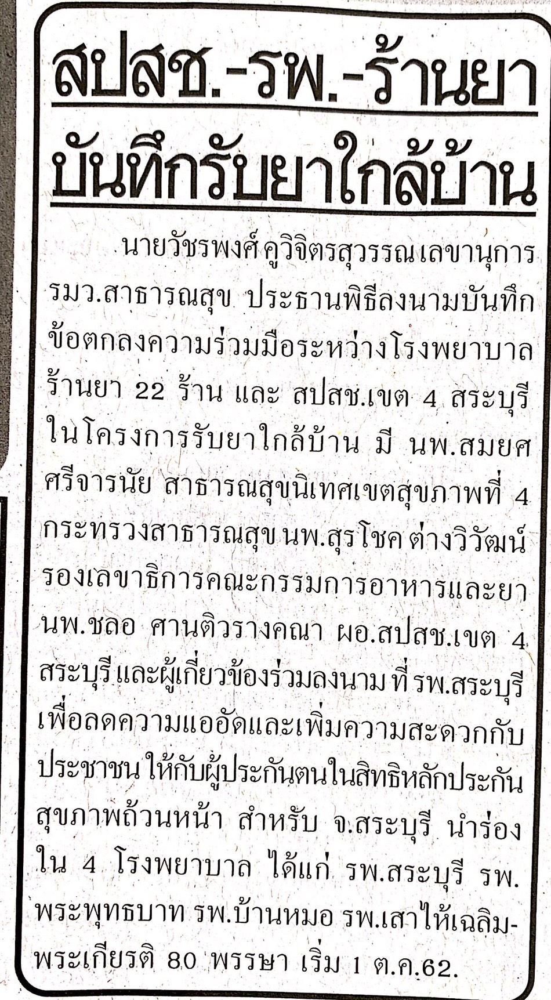 สปสช.-รพ.-ร้านยา
บันทึกรับยาใกล้บ้าน
นายวัชรพงศ์ คูวิจิตรสุวรรณ เลขานุการ
รมว.สาธารณสุข ประธานพิธีลงนามบันทึก
ข้อตกลงความร่วมมือระหว่างโรงพยาบาล
ร้านยา 22 ร้าน และ สปสช.เขต 4 สระบุรี
ในโครงการรับยาใกล้บ้าน มี นพ.สมยศ
ศรีจารนัย สาธารณสุขนิเทศเขตสุขภาพที่ 4
กระทรวงสาธารณสุข นพ.สุรโชค ต่างวิวัฒน์
รองเลขาธิการคณะกรรมการอาหารและยา
นพ.ชลอ ศานติวรางคณา ผอ.สปสช.เขต 4
สระบุรี และผู้เกี่ยวข้องร่วมลงนาม ที่ รพ.สระบุรี
เพื่อลดความแออัดและเพิ่มความสะดวกกับ
ประชาชน ให้กับผู้ประกันตนในสิทธิหลักประกัน
สุขภาพถ้วนหน้า สำหรับ จ.สระบุรี นำร่อง
ใน 4 โรงพยาบาล ได้แก่ รพ.สระบุรี รพ.
พระพุทธบาท รพ.บ้านหมอ รพ.เสาไห้เฉลิม-
พระเกียรติ 80 พรรษา เริ่ม 1 ต.ค.62.